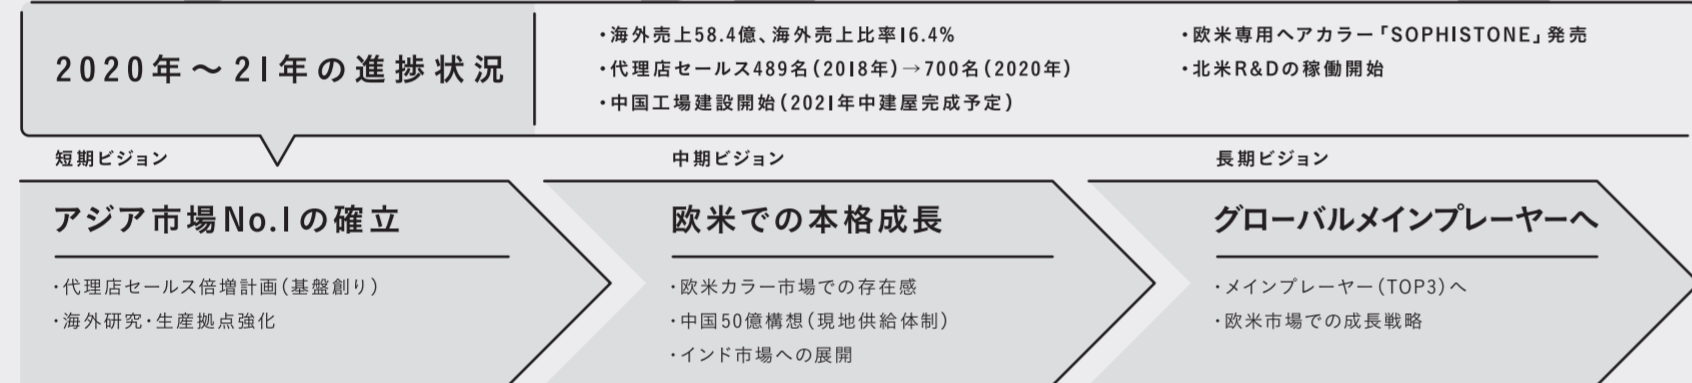 2020年～21年の進捗状況
・海外売上58.4億、海外売上比率16.4%
・代理店セールス489名(2018年)→700名(2020年)
・中国工場建設開始(2021年中建屋完成予定)
・欧米専用ヘアカラー「SOPHISTONE」発売
・北米R&Dの稼働開始
短期ビジョン
アジア市場No.1の確立
・代理店セールス倍増計画(基盤創り)
・海外研究・生産拠点強化
中期ビジョン
欧米での本格成長
・欧米カラー市場での存在感
・中国50億構想(現地供給体制)
・インド市場への展開
長期ビジョン
グローバルメインプレーヤーへ
・メインプレーヤー(TOP3)へ
・欧米市場での成長戦略